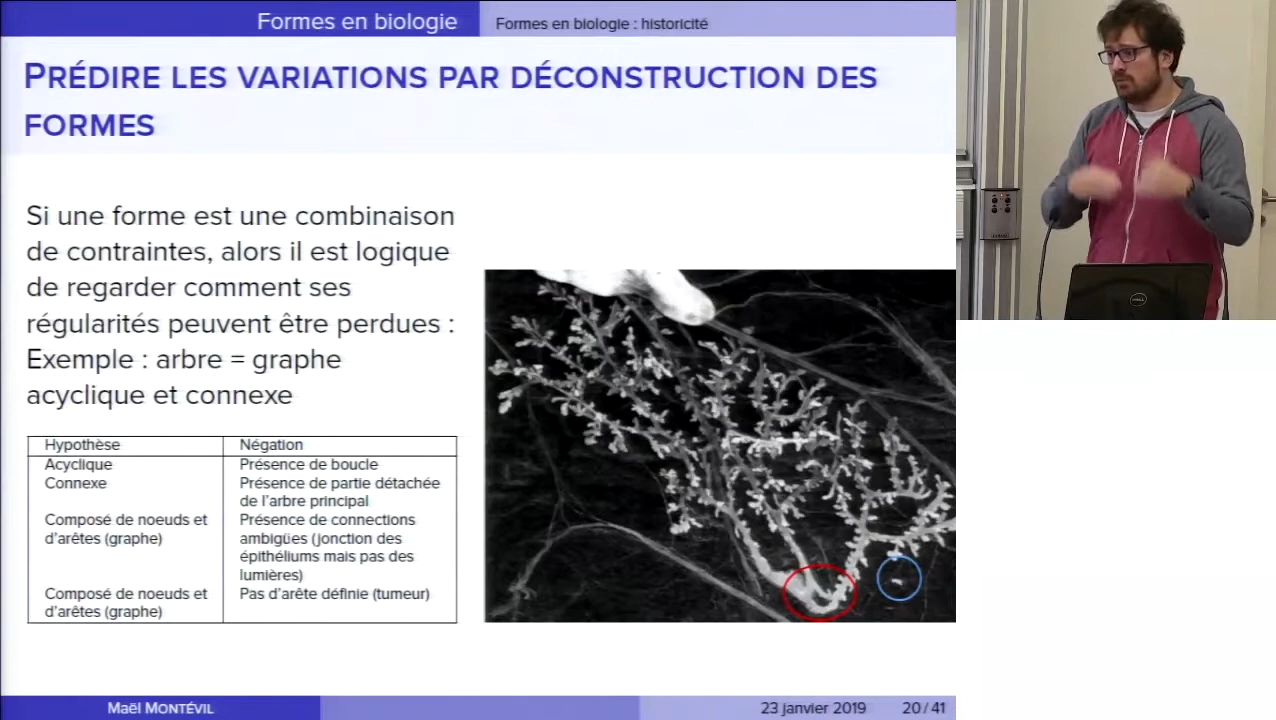 Formes en biologie
Formes en biologie : historicité
PRÉDIRE LES VARIATIONS PAR DÉCONSTRUCTION DES
FORMES
Si une forme est une combinaison
de contraintes, alors il est logique
de regarder comment ses
régularités peuvent être perdues :
Exemple : arbre = graphe
acyclique et connexe
Hypothèse
Négation
Acyclique
Présence de boucle
Connexe
Présence de partie détachée
de l'arbre principal
Composé de noeuds et
d'arêtes (graphe)
Présence de connections
ambigües (jonction des
épithéliums mais pas des
lumières)
Composé de noeuds et
d'arêtes (graphe)
Pas d'arête définie (tumeur)
Maël MONTÉVIL
23 janvier 2019
20 / 41
DELL